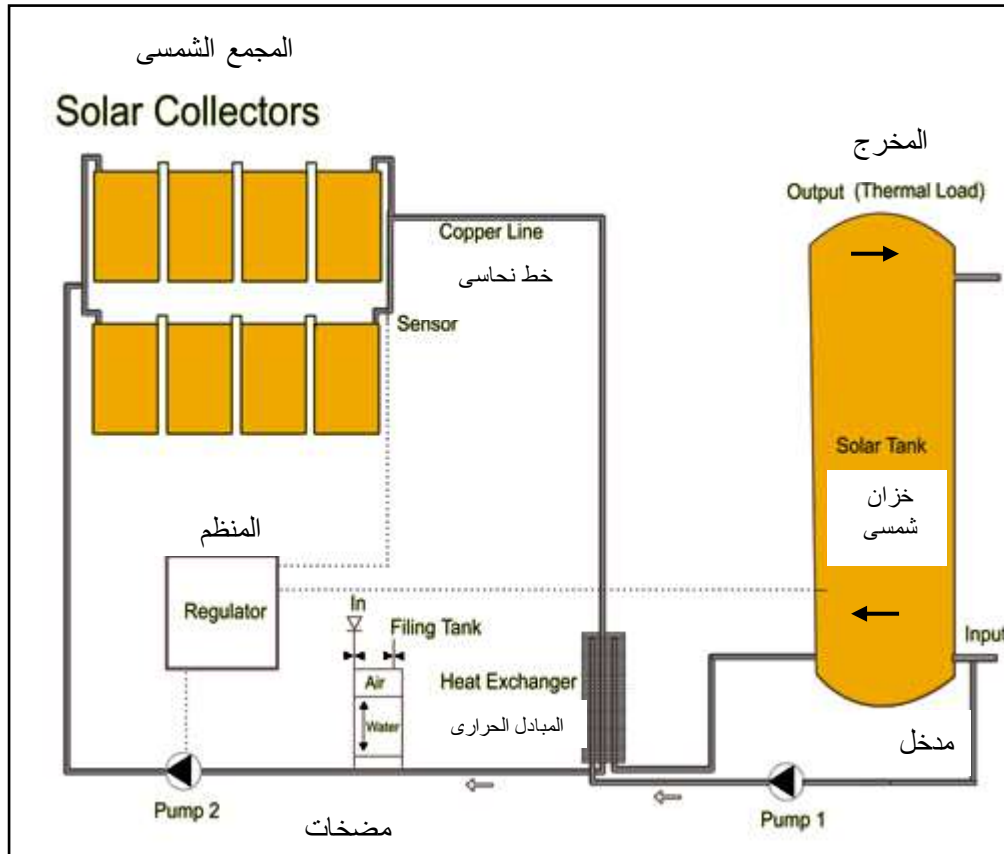 المجمع الشمسى
Solar Collectors
المخرج
Output (Thermal Load)
Copper Line
خط نحاسى
Sensor
Solar Tank
خزان
شمسى
المنظم
Regulator
In
Filing Tank
Air
Water
Heat Exchanger
المبادل الحرارى
Input
مدخل
Pump 2
Pump 1
مضخات